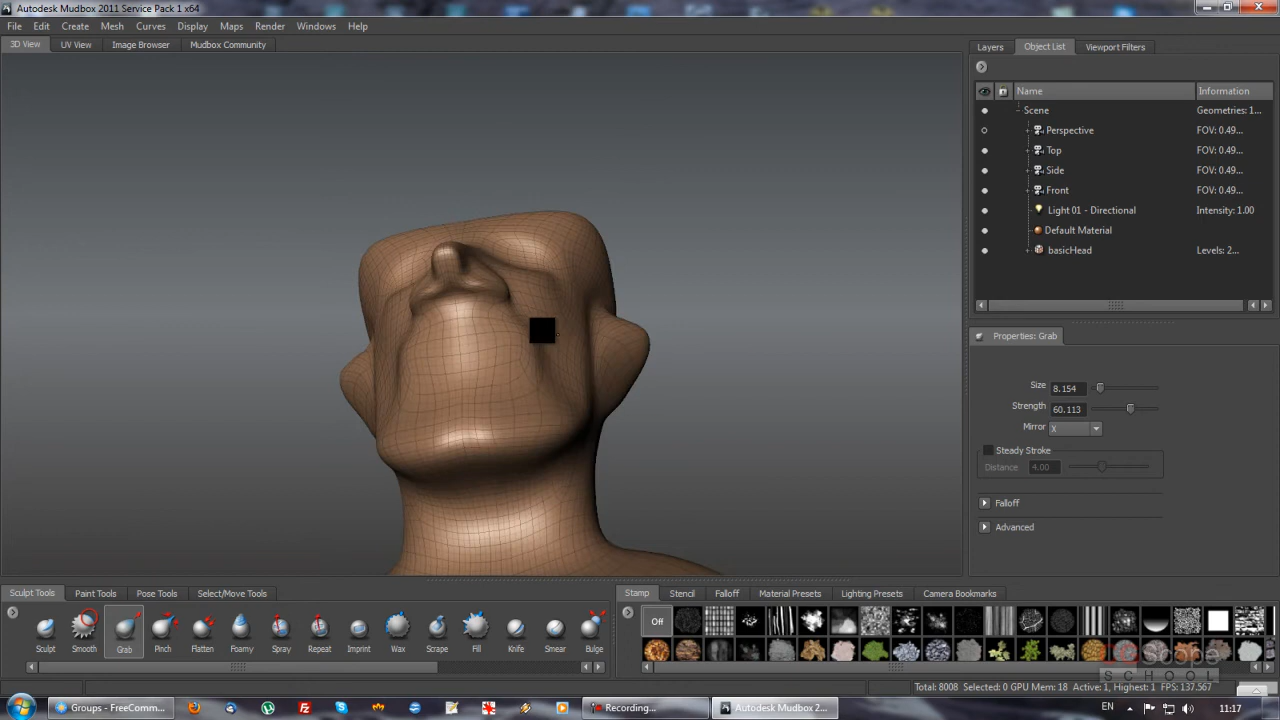 Autodesk Mudbox 2011 Service Pack 1 x64
File Edit Create Mesh Curves Display Maps Render Windows Help
3D View UV View Image Browser Mudbox Community
Layers Object List Viewport Filters
Name Information
Scene Geometries: 1...
Perspective FOV: 0.49...
Top FOV: 0.49...
Side FOV: 0.49...
Front FOV: 0.49...
Light 01 - Directional Intensity: 1.00
Default Material
basicHead Levels: 2...
Properties: Grab
Size 8.154
Strength 60.113
Mirror X
Steady Stroke
Distance 4.00
Falloff
Advanced
Sculpt Tools Paint Tools Pose Tools Select/Move Tools
Stamp Stencil Falloff Material Presets Lighting Presets Camera Bookmarks
Off
Sculpt Smooth Grab Pinch Flatten Foamy Spray Repeat Imprint Wax Scrape Fill Knife Smear Bulge
Scope
SCHOOL
Total: 8008 Selected: 0 GPU Mem: 18 Active: 1, Highest: 1 FPS: 137.567
Groups - FreeComm... Recording... Autodesk Mudbox 2... EN 11:17